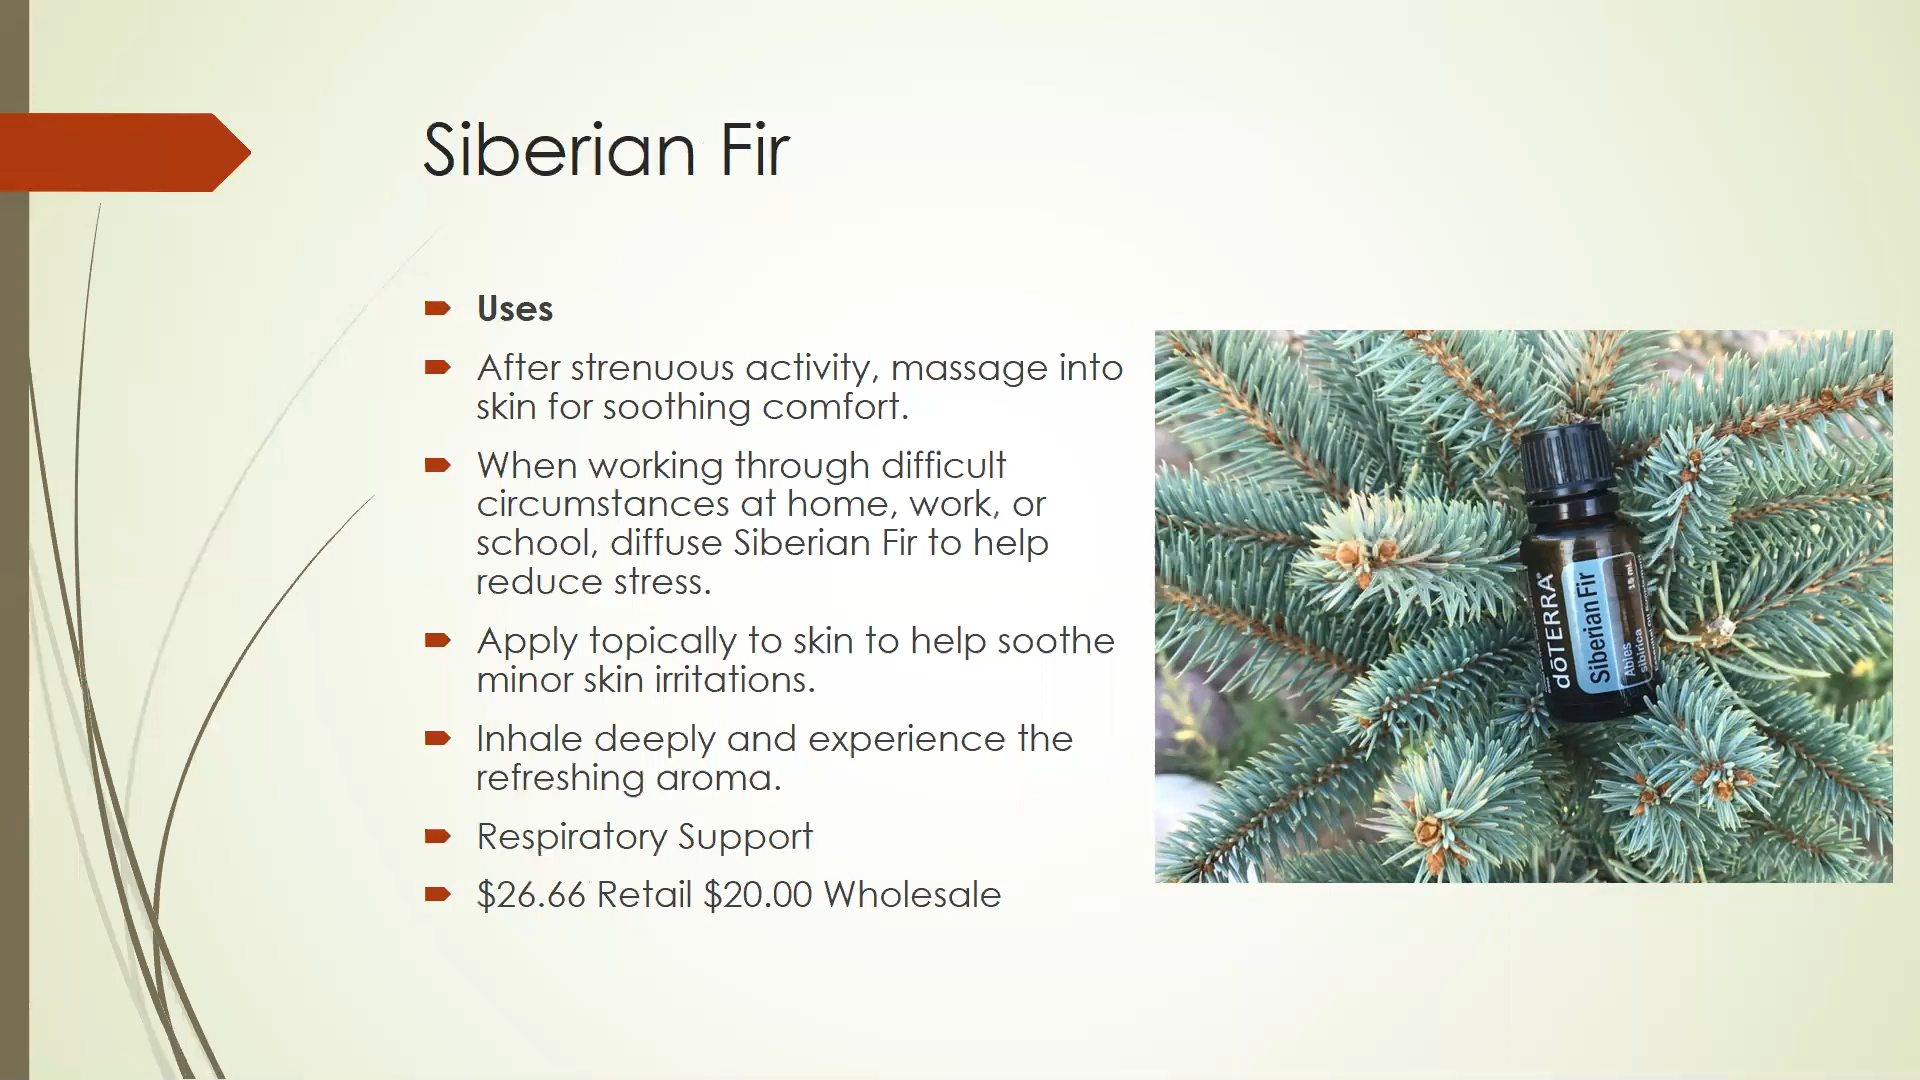 Siberian Fir
Uses
After strenuous activity, massage into
skin for soothing comfort.
When working through difficult
circumstances at home, work, or
school, diffuse Siberian Fir to help
reduce stress.
Apply topically to skin to help soothe
minor skin irritations.
Inhale deeply and experience the
refreshing aroma.
Respiratory Support
$26.66 Retail $20.00 Wholesale
dōTERRA®
Siberian Fir
Abies
sibirica
15 mL